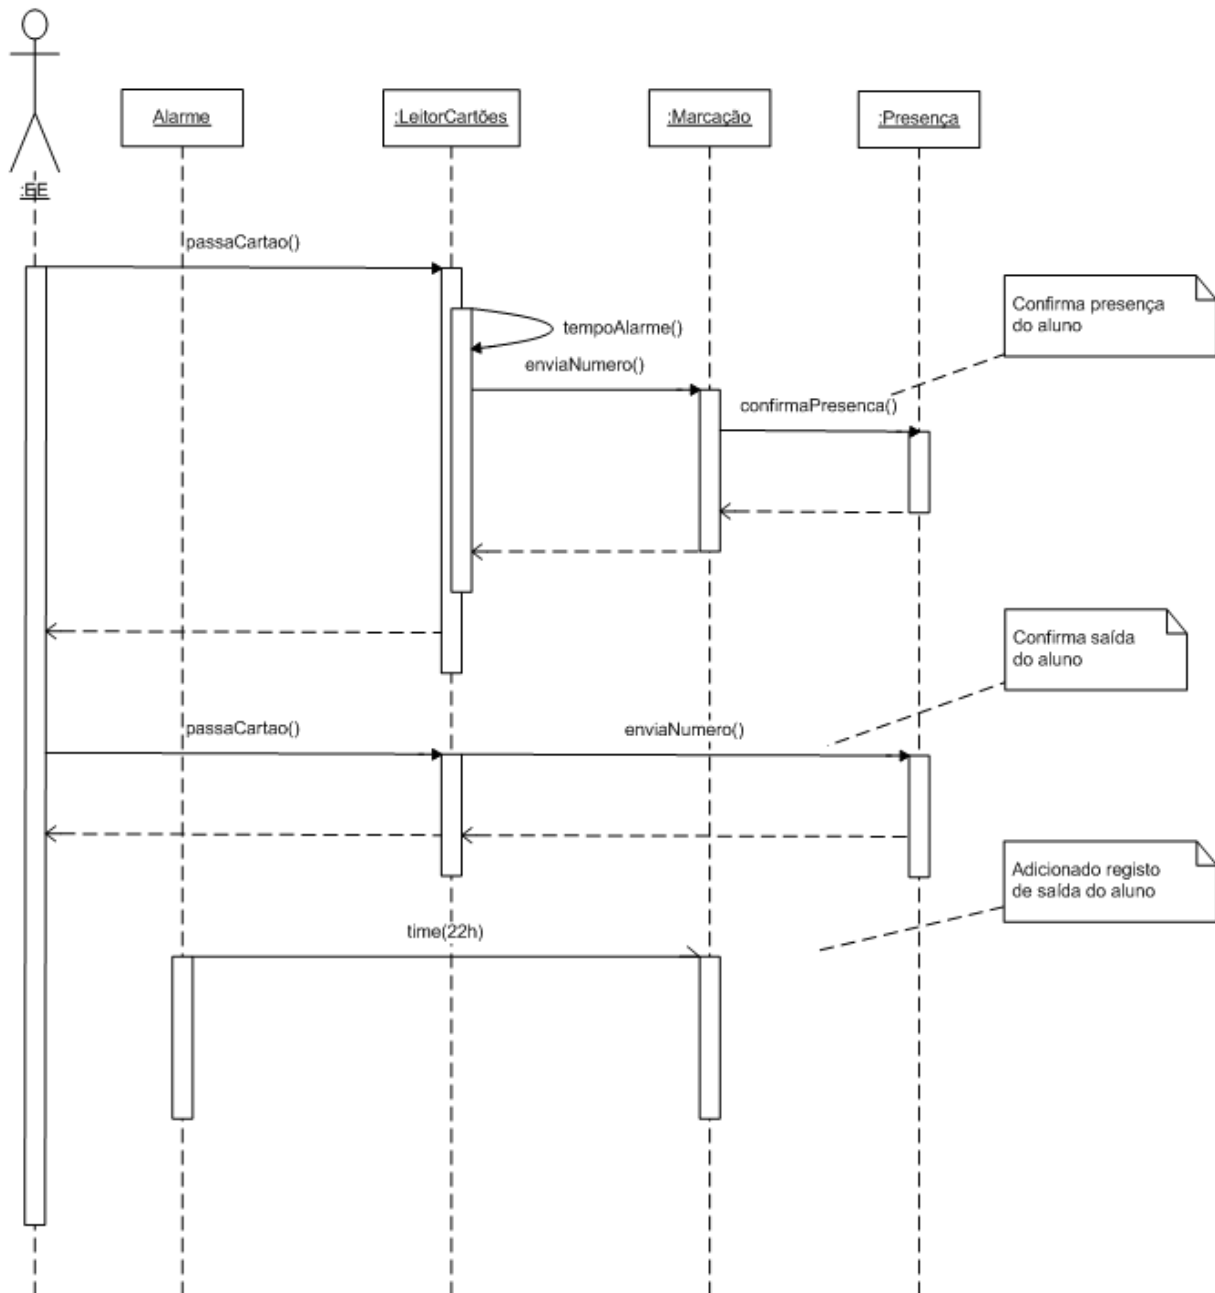 Alarme
:LeitorCartões
:Marcação
:Presença
:EE
passaCartao()
Confirma presença
do aluno
tempoAlarme()
enviaNumero()
confirmaPresenca()
Confirma saída
do aluno
passaCartao()
enviaNumero()
Adicionado registo
de saída do aluno
time(22h)